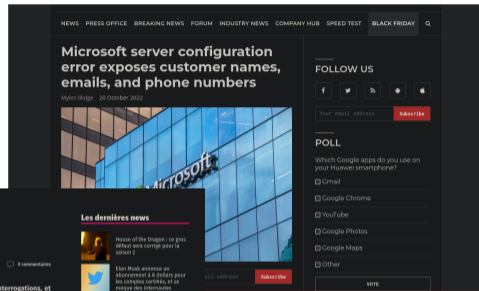 NEWS PRESS OFFICE BREAKING NEWS FORUM INDUSTRY NEWS COMPANY HUB SPEED TEST BLACK FRIDAY
Microsoft server configuration
error exposes customer names,
emails, and phone numbers
Myles Illidge 20 October 2022
Microsoft
FOLLOW US
Your email address Subscribe
POLL
Which Google apps do you use on
your Huawei smartphone?
Gmail
Google Chrome
YouTube
Google Photos
Google Maps
Other
VOTE
Les dernières news
House of the Dragon : ce gros
défaut sera corrigé pour la
saison 2
Elon Musk annonce un
abonnement à 8 dollars pour
les comptes certifiés, et se
moque des internautes
9 commentaires
nterrogations, et
ail address Subscribe